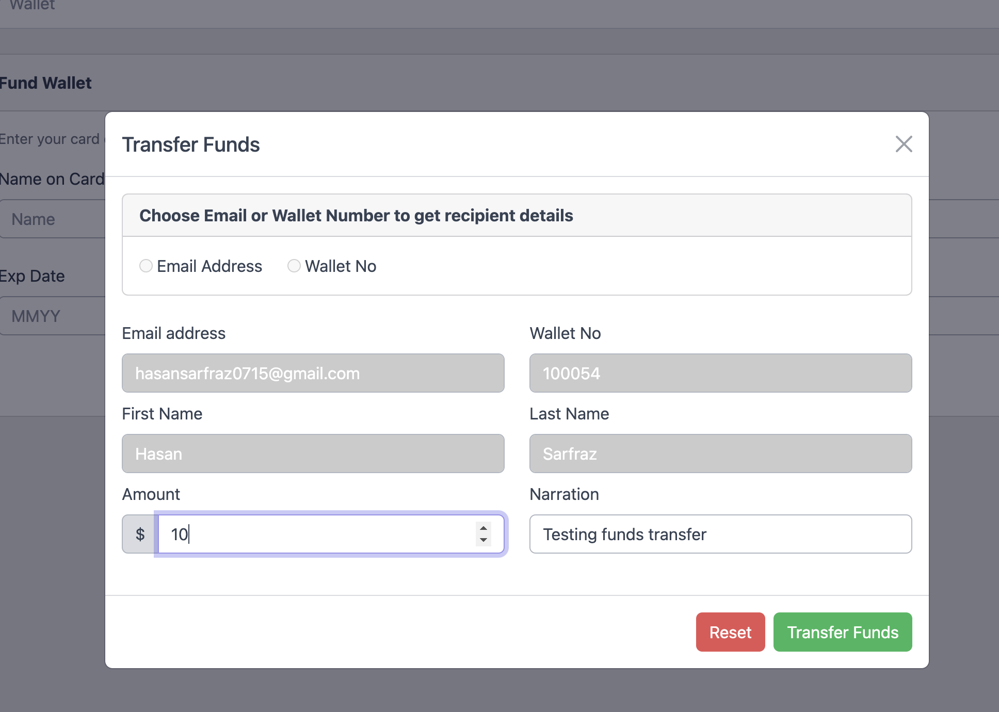 Wallet
Fund Wallet
Enter your card
Name on Card
Name
Exp Date
MMYY
Transfer Funds
Choose Email or Wallet Number to get recipient details
Email Address Wallet No
Email address Wallet No
hasansarfraz0715@gmail.com 100054
First Name Last Name
Hasan Sarfraz
Amount Narration
$ 10 Testing funds transfer
Reset Transfer Funds